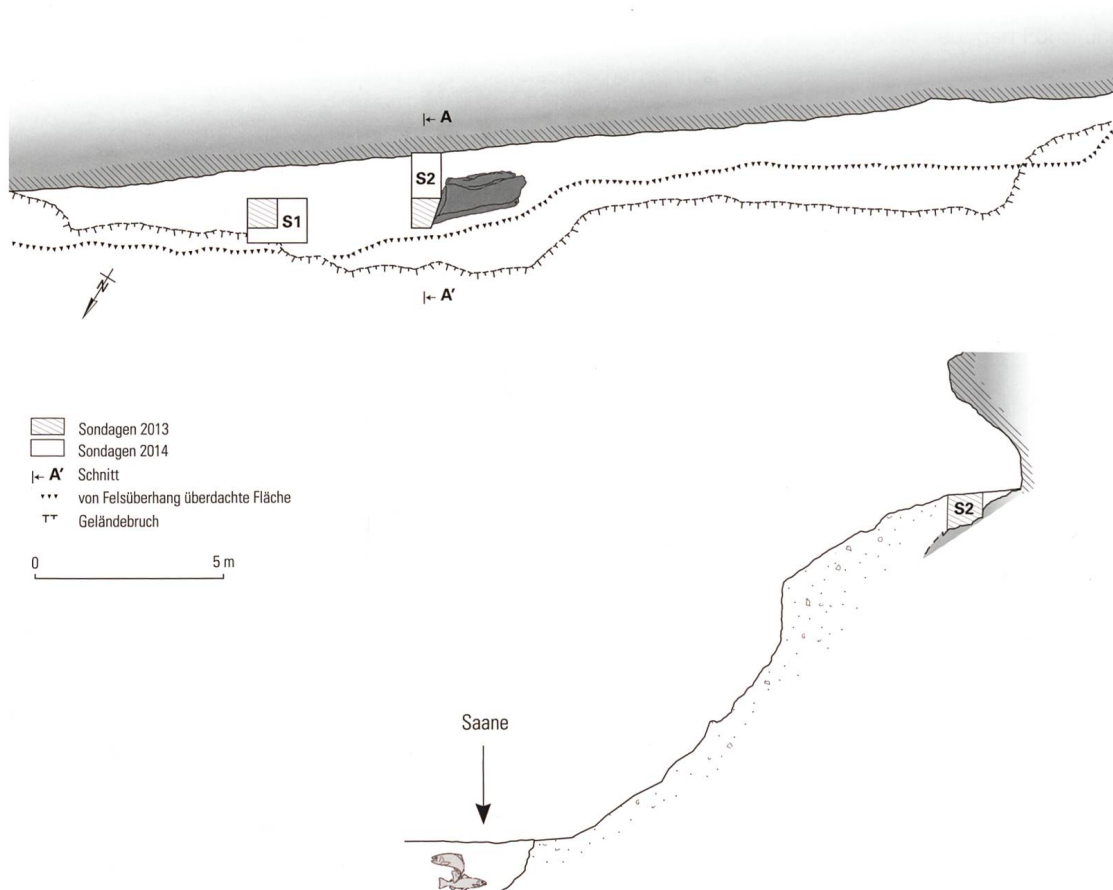 A
S2
S1
A'
N
Sondagen 2013
Sondagen 2014
A' Schnitt
von Felsüberhang überdachte Fläche
Geländebruch
0 5 m
S2
Saane